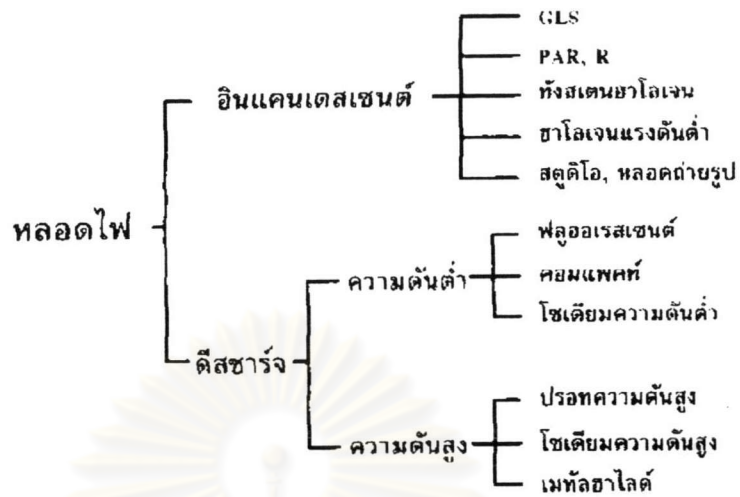 GLS
PAR, R
อินแคนเดสเซนต์
ทังสเตนฮาโลเจน
ฮาโลเจนแรงดันต่ำ
สตูดิโอ, หลอดถ่ายรูป
หลอดไฟ
ฟลูออเรสเซนต์
ความดันต่ำ
คอมแพคท์
โซเดียมความดันต่ำ
ดีสชาร์จ
ปรอทความดันสูง
ความดันสูง
โซเดียมความดันสูง
เมทัลฮาไลด์